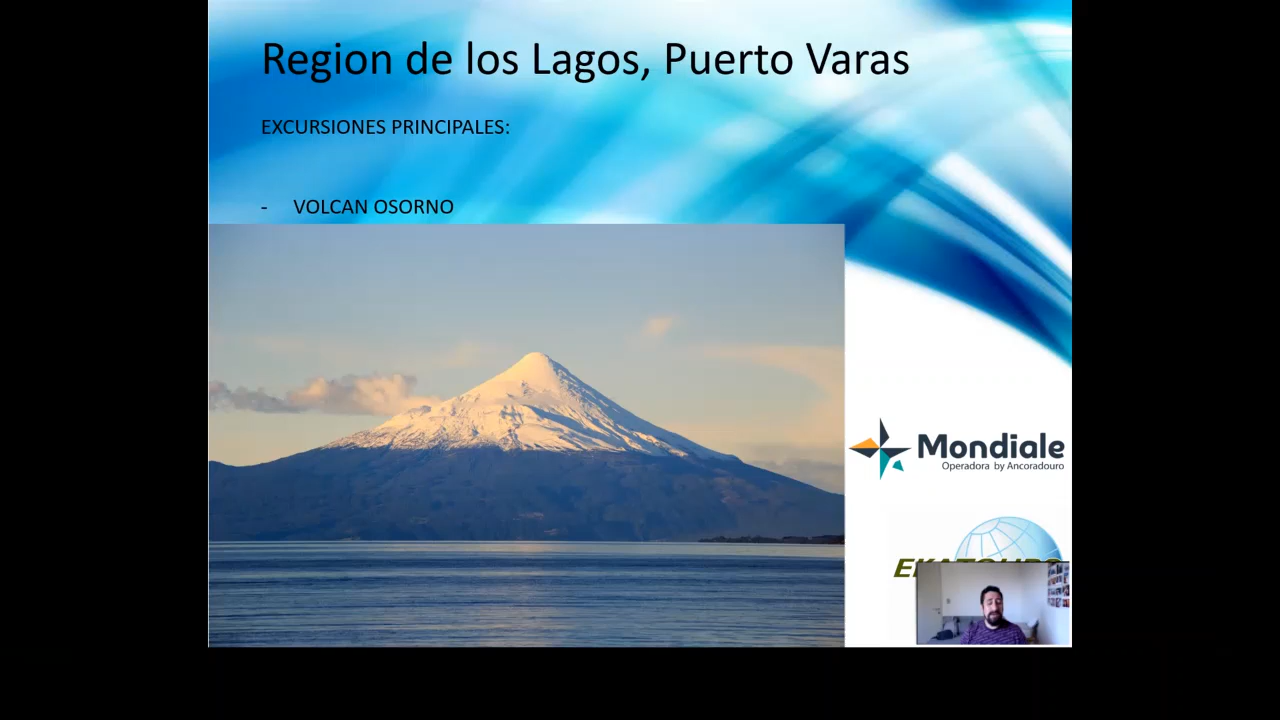 Region de los Lagos, Puerto Varas
EXCURSIONES PRINCIPALES:
- VOLCAN OSORNO
Mondiale
Operadora by Ancoradouro